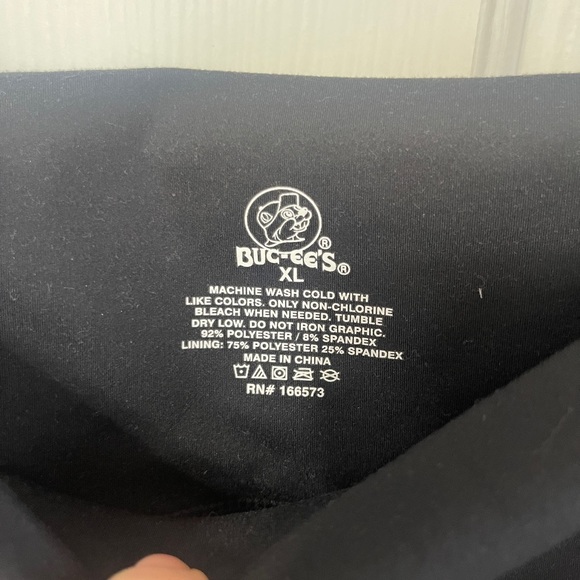 BUC-EE'S®
XL
MACHINE WASH COLD WITH
LIKE COLORS. ONLY NON-CHLORINE
BLEACH WHEN NEEDED. TUMBLE
DRY LOW. DO NOT IRON GRAPHIC.
92% POLYESTER / 8% SPANDEX
LINING: 75% POLYESTER 25% SPANDEX
MADE IN CHINA
RN# 166573